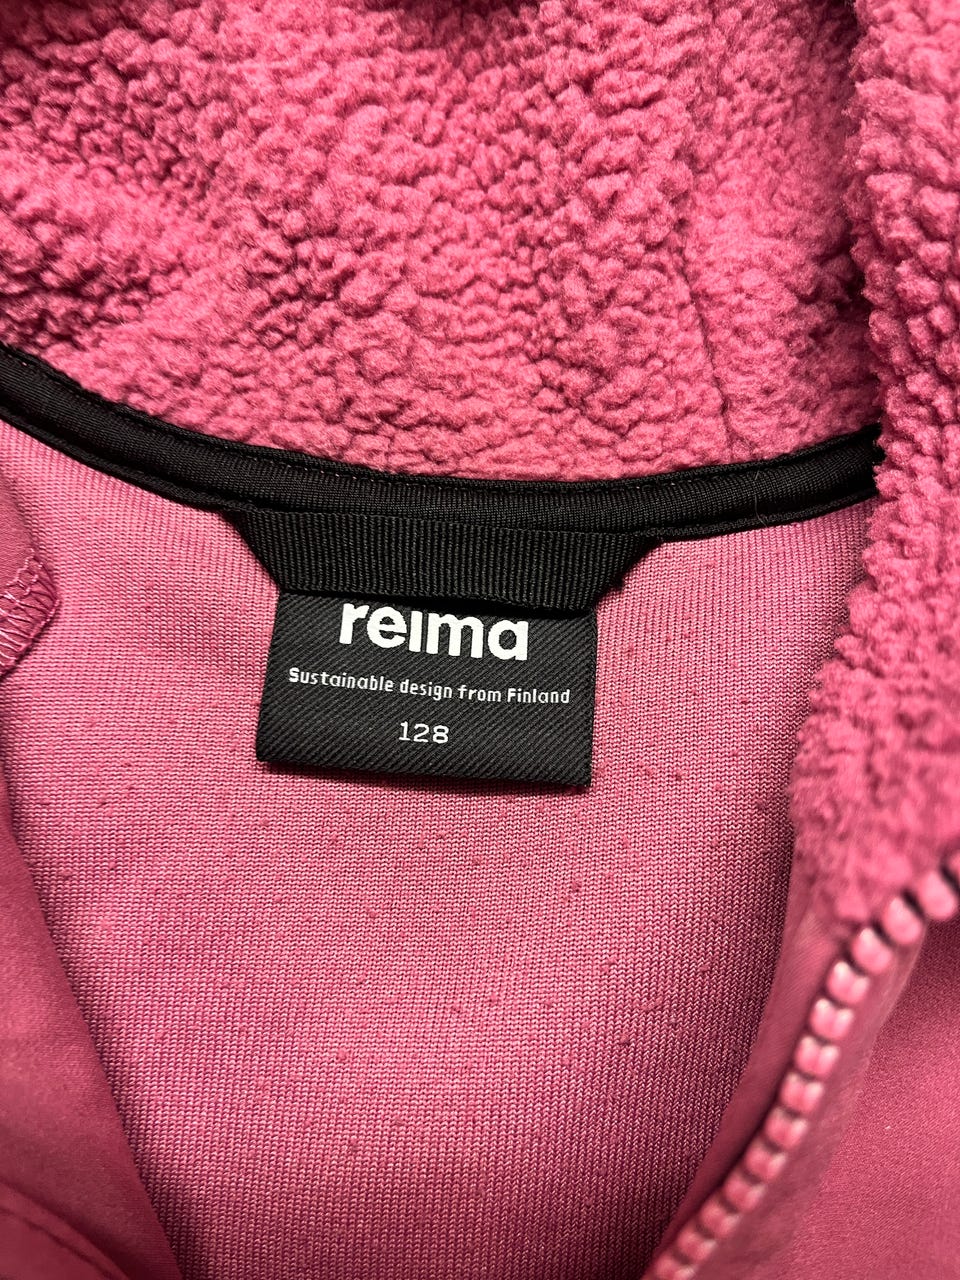 reima
Sustainable design from Finland
128